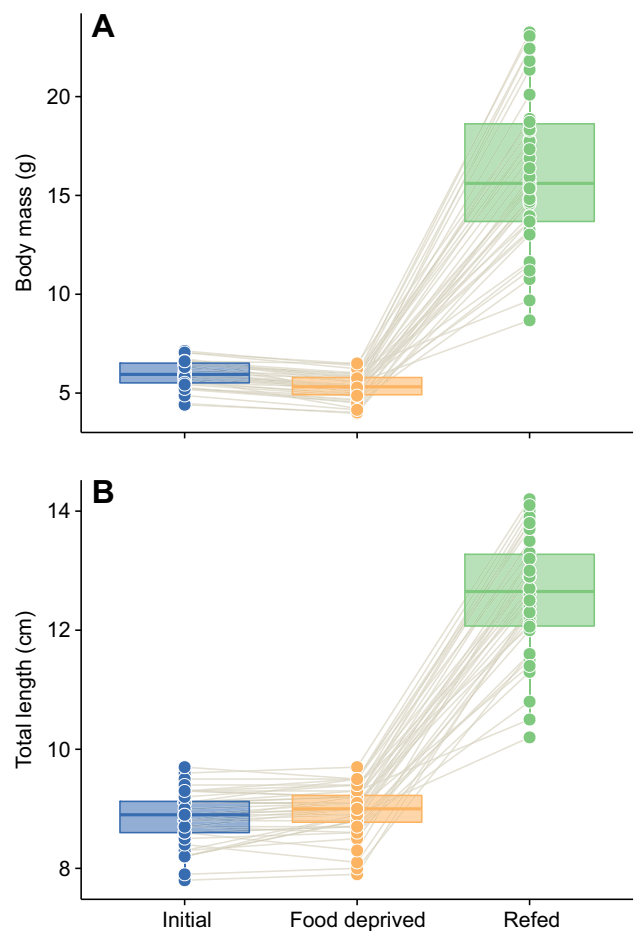 A
Body mass (g)
20
15
10
5
B
Total length (cm)
14
12
10
8
Initial
Food deprived
Refed